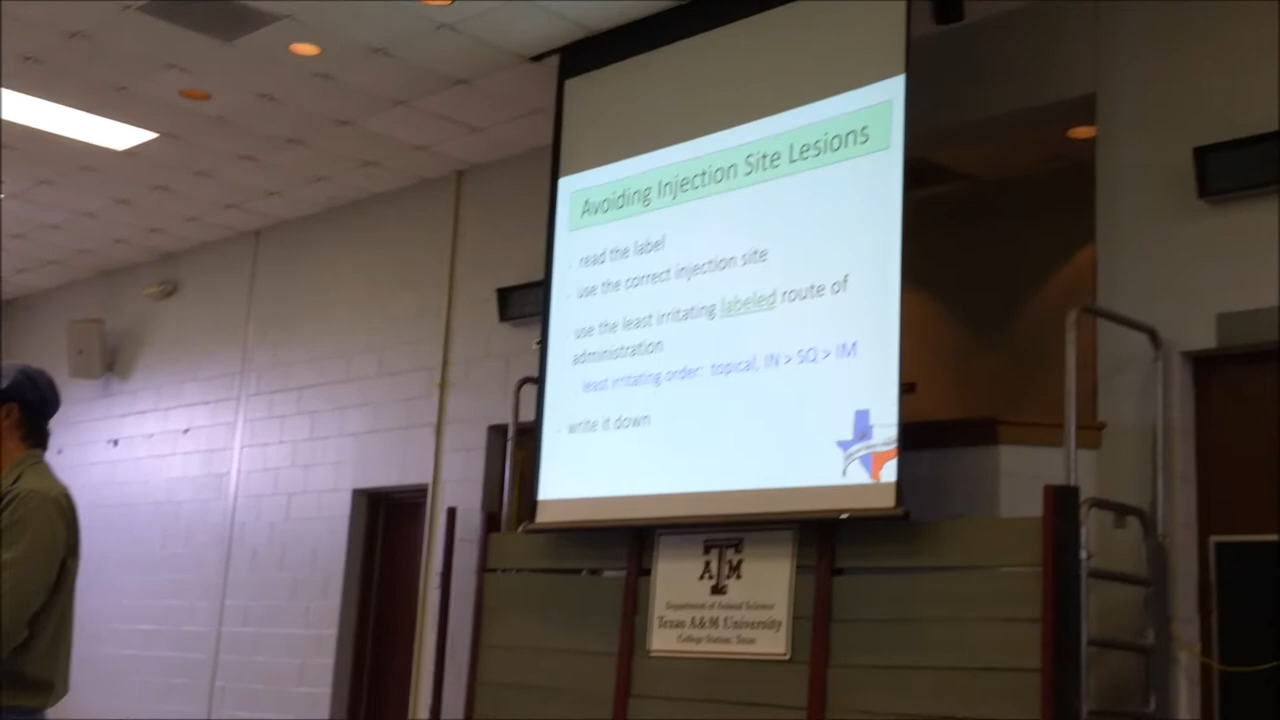 Avoiding Injection Site Lesions
read the label
use the correct injection site
use the least irritating labeled route of
administration
least irritating order: topical, IN > SQ > IM
write it down
ATM
Department of Animal Science
Texas A&M University
College Station, Texas